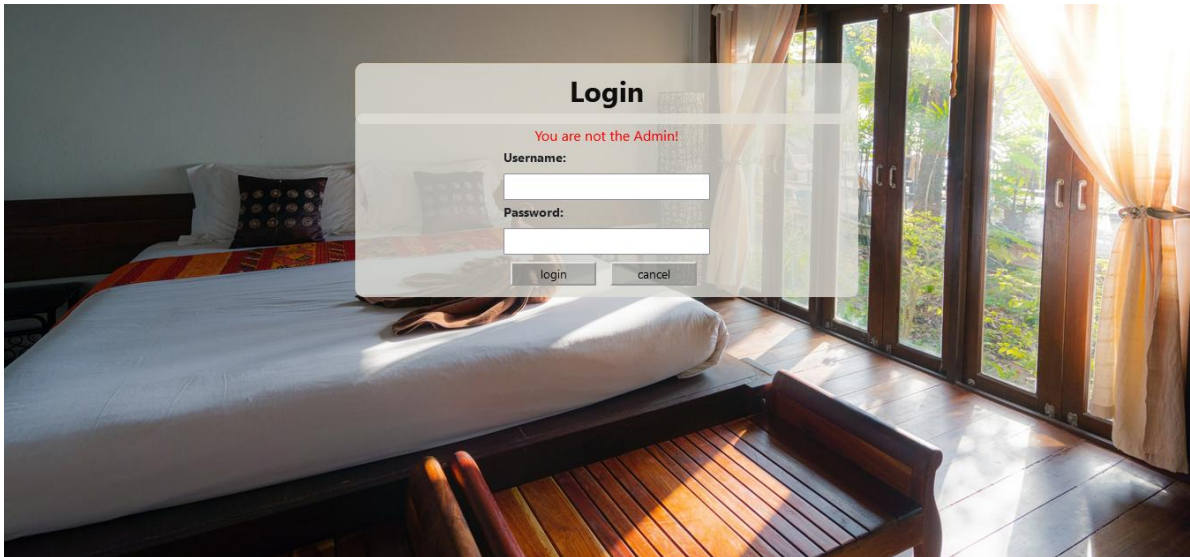 Login
You are not the Admin!
Username:
Password:
login cancel